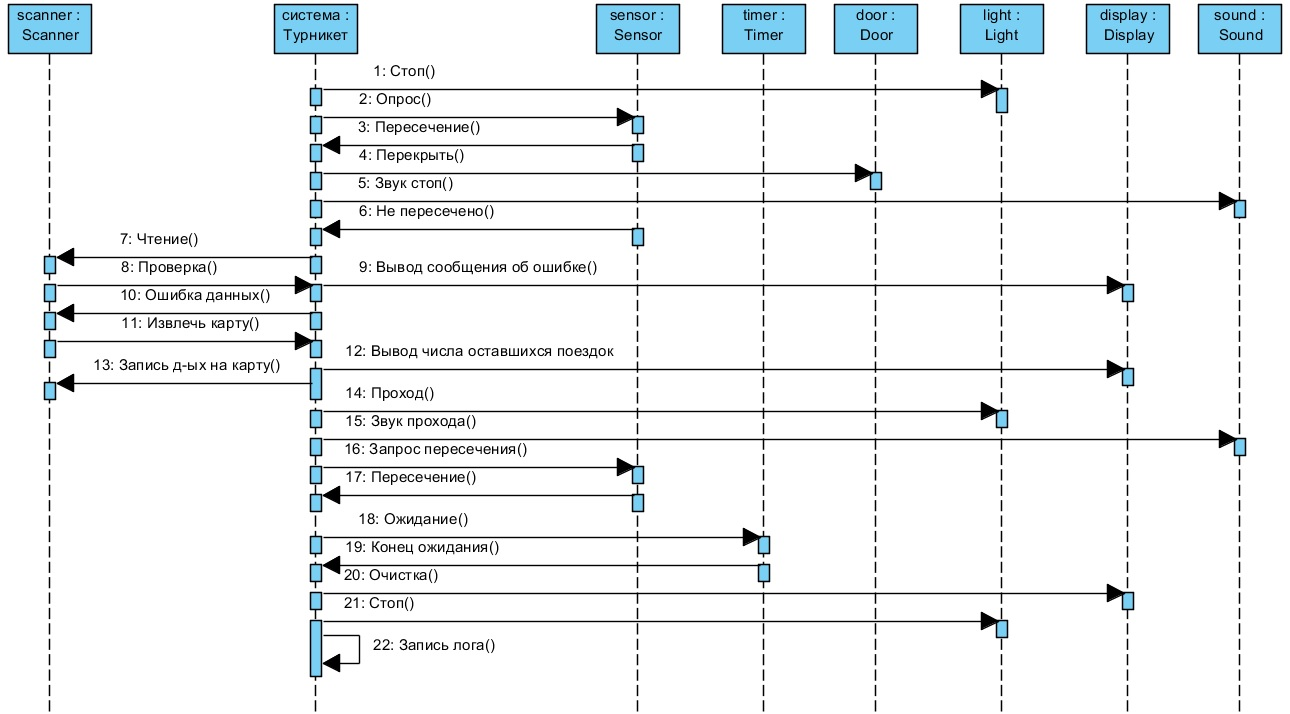 scanner :
Scanner
система :
Турникет
sensor :
Sensor
timer :
Timer
door :
Door
light :
Light
display :
Display
sound :
Sound
1: Стоп()
2: Опрос()
3: Пересечение()
4: Перекрыть()
5: Звук стоп()
6: Не пересечено()
7: Чтение()
8: Проверка()
9: Вывод сообщения об ошибке()
10: Ошибка данных()
11: Извлечь карту()
12: Вывод числа оставшихся поездок
13: Запись д-ых на карту()
14: Проход()
15: Звук прохода()
16: Запрос пересечения()
17: Пересечение()
18: Ожидание()
19: Конец ожидания()
20: Очистка()
21: Стоп()
22: Запись лога()